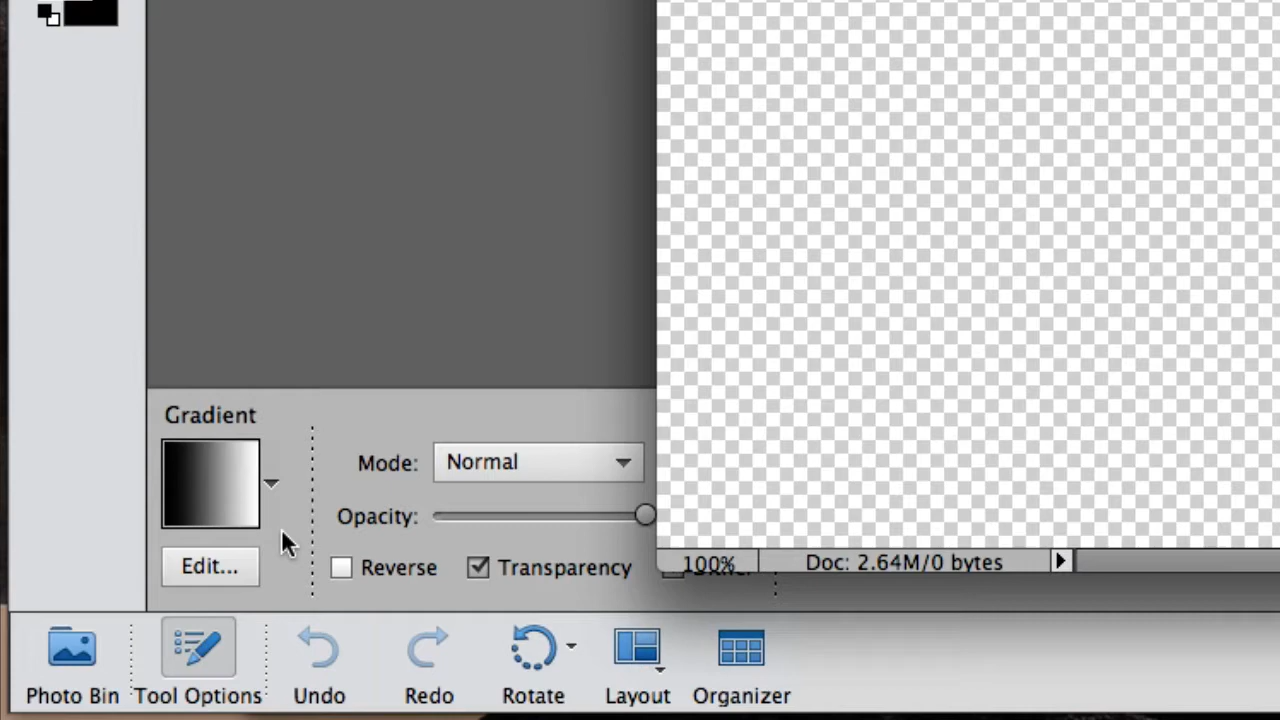 Gradient
Mode: Normal
Opacity:
Edit...
Reverse
Transparency
100%
Doc: 2.64M/0 bytes
Photo Bin
Tool Options
Undo
Redo
Rotate
Layout
Organizer